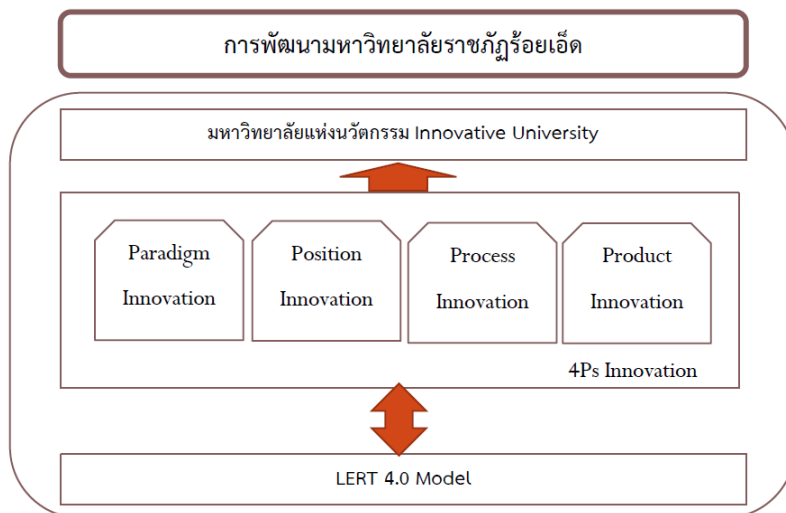 การพัฒนามหาวิทยาลัยราชภัฏร้อยเอ็ด
มหาวิทยาลัยแห่งนวัตกรรม Innovative University
Paradigm
Innovation
Position
Innovation
Process
Innovation
Product
Innovation
4Ps Innovation
LERT 4.0 Model